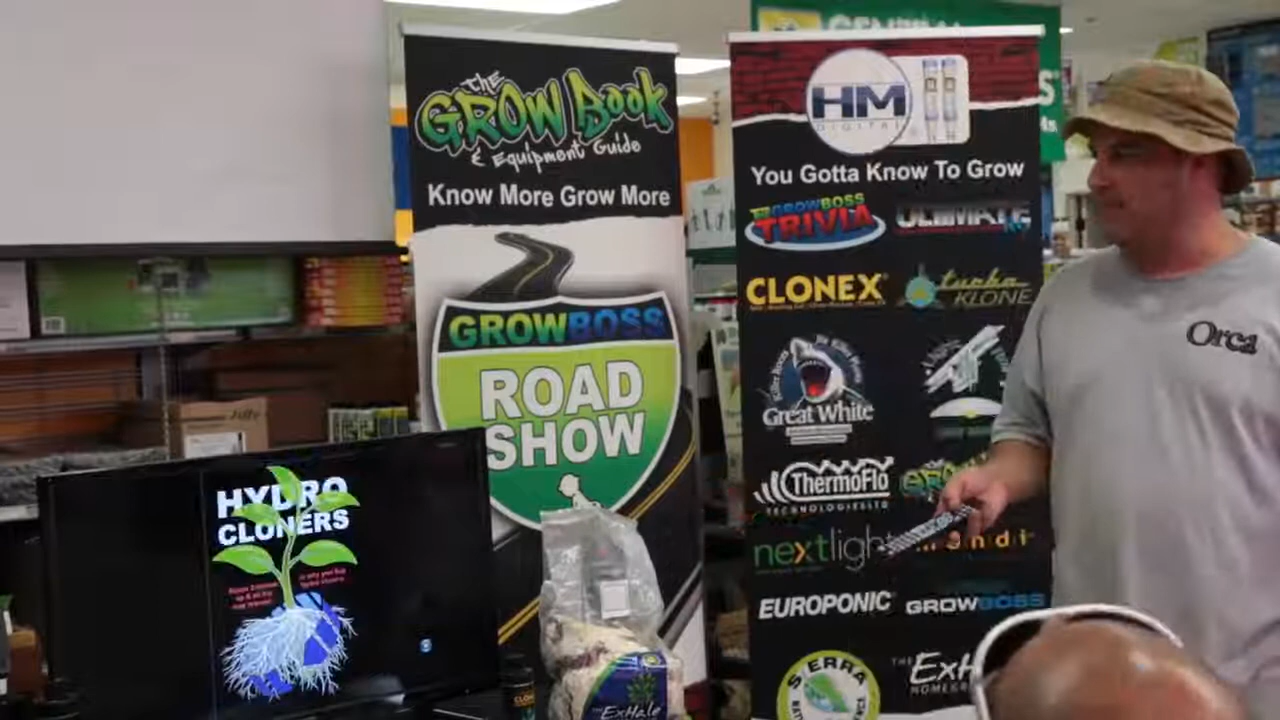 THE
GROW BOOK
& Equipment Guide
Know More Grow More
GROWBOSS
ROAD
SHOW
HYDRO
CLONERS
ExHale
HM
DIGITAL
You Gotta Know To Grow
GROWBOSS
TRIVIA
ULTIMATE
CLONEX
turbo
KLONE
Great White
THERMOFLO
TECHNOLOGIES LTD
nextlight
EUROPONIC
GROWBOSS
SIERRA
THE
ExH
Orca